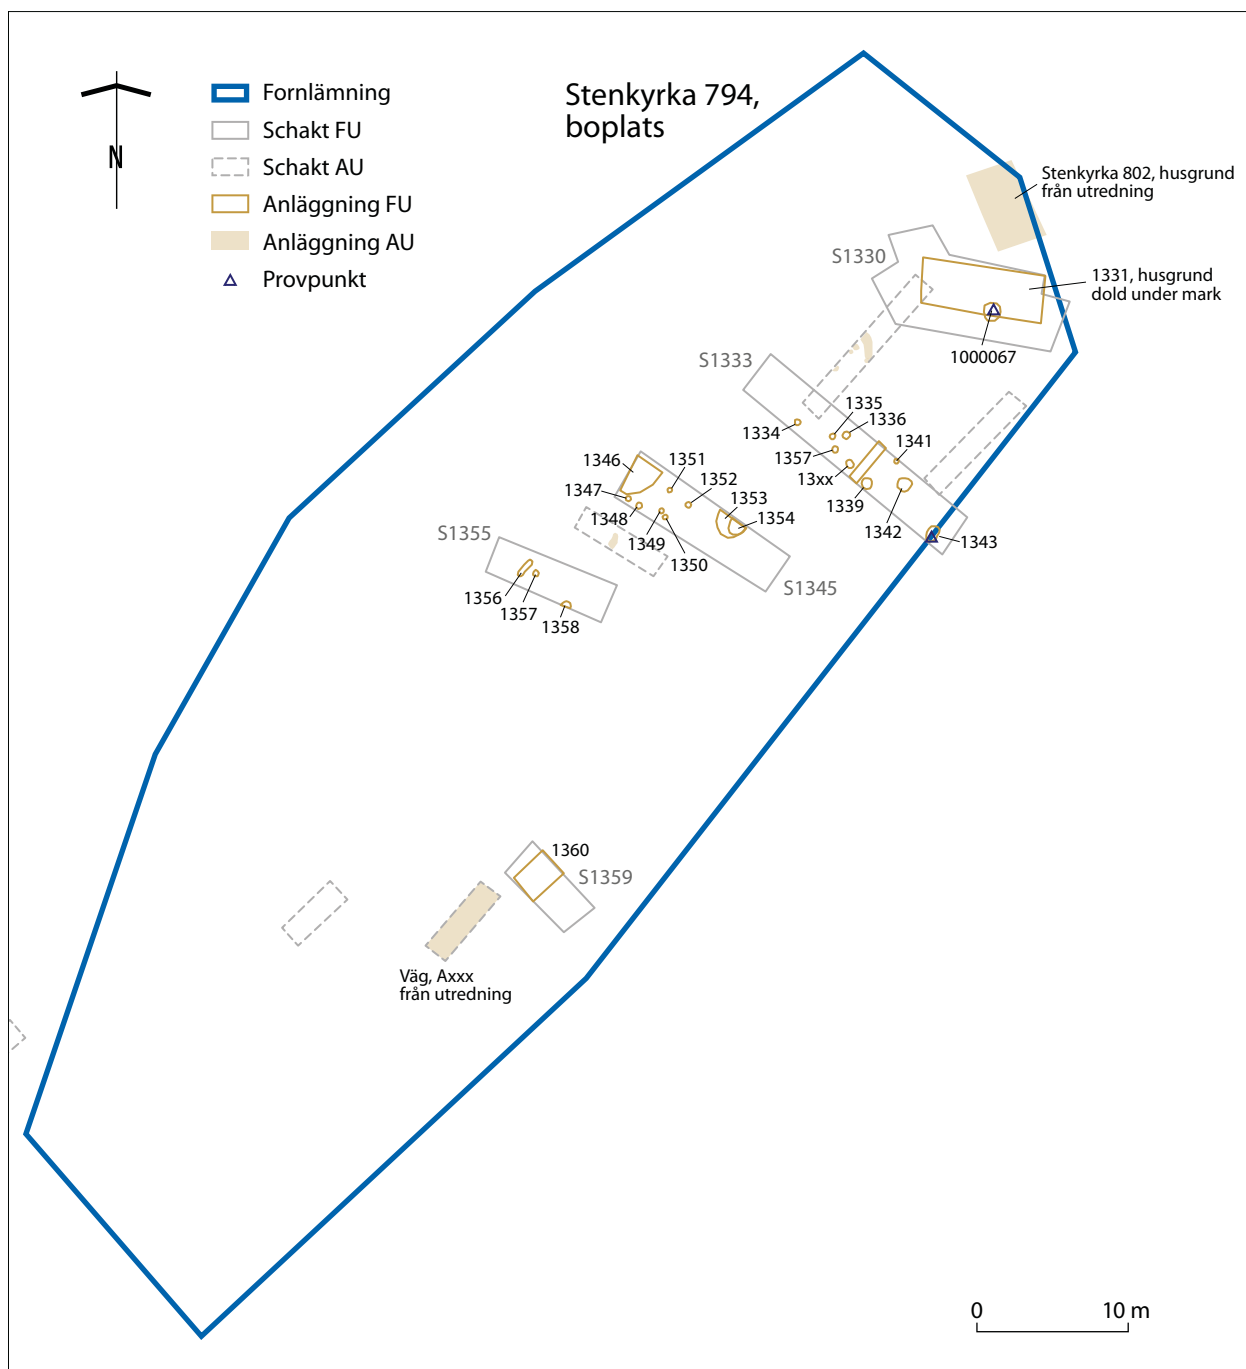 Stenkyrka 794,
boplats
N
Fornlämning
Schakt FU
Schakt AU
Anläggning FU
Anläggning AU
Provpunkt
Stenkyrka 802, husgrund
från utredning
S1330
1331, husgrund
dold under mark
1000067
S1333
1335
1336
1334
1341
1357
13xx
1339
1342
1343
1346
1351
1352
1347
1353
1354
1348
1349
1350
S1345
S1355
1356
1357
1358
1360
S1359
Väg, Axxx
från utredning
0
10 m